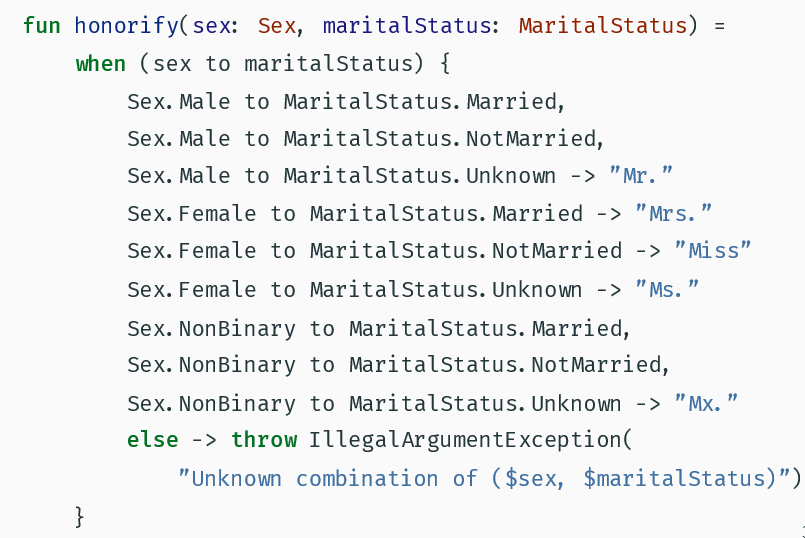 fun honorify(sex: Sex, maritalStatus: MaritalStatus) =
    when (sex to maritalStatus) {
        Sex.Male to MaritalStatus.Married,
        Sex.Male to MaritalStatus.NotMarried,
        Sex.Male to MaritalStatus.Unknown -> "Mr."
        Sex.Female to MaritalStatus.Married -> "Mrs."
        Sex.Female to MaritalStatus.NotMarried -> "Miss"
        Sex.Female to MaritalStatus.Unknown -> "Ms."
        Sex.NonBinary to MaritalStatus.Married,
        Sex.NonBinary to MaritalStatus.NotMarried,
        Sex.NonBinary to MaritalStatus.Unknown -> "Mx."
        else -> throw IllegalArgumentException(
            "Unknown combination of ($sex, $maritalStatus)")
    }